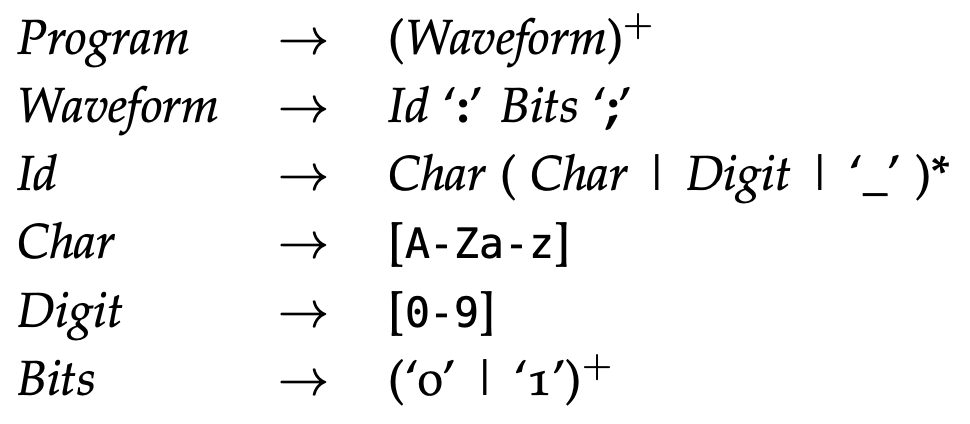 Program → (Waveform)+
Waveform → Id ‘:’ Bits ‘;’
Id → Char ( Char | Digit | ‘_’ )*
Char → [A-Za-z]
Digit → [0-9]
Bits → (‘0’ | ‘1’)+